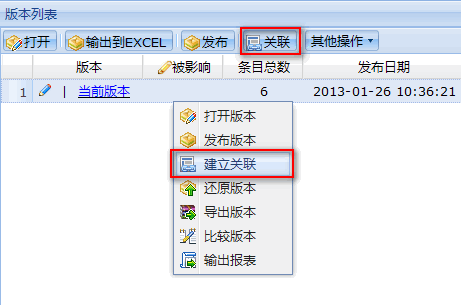 版本列表
打开 输出到EXCEL 发布 关联 其他操作
版本 被影响 条目总数 发布日期
1 | 当前版本 6 2013-01-26 10:36:21
打开版本
发布版本
建立关联
还原版本
导出版本
比较版本
输出报表